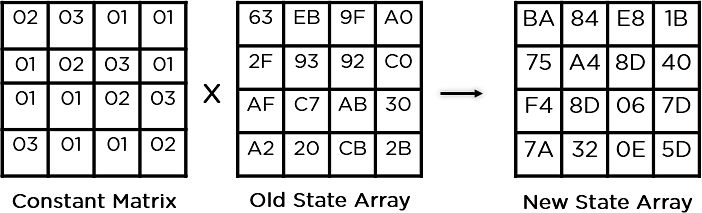 02 03 01 01
01 02 03 01
01 01 02 03
03 01 01 02
Constant Matrix
X
63 EB 9F A0
2F 93 92 C0
AF C7 AB 30
A2 20 CB 2B
Old State Array
BA 84 E8 1B
75 A4 8D 40
F4 8D 06 7D
7A 32 0E 5D
New State Array